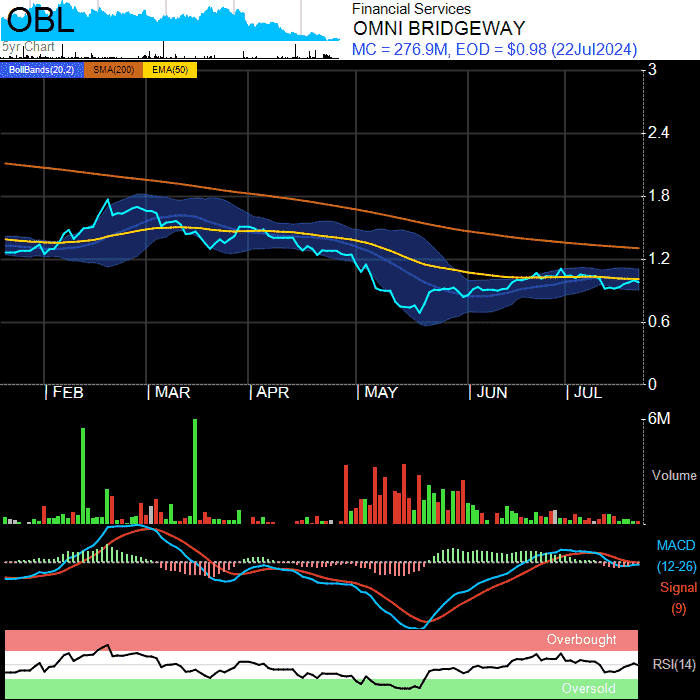 OBL
5yr Chart
Financial Services
OMNI BRIDGEWAY
MC = 276.9M, EOD = $0.98 (22Jul2024)
BollBands(20,2) SMA(200) EMA(50)
3
2.4
1.8
1.2
0.6
0
FEB MAR APR MAY JUN JUL
6M
Volume
MACD
(12-26)
Signal
(9)
Overbought
RSI(14)
Oversold